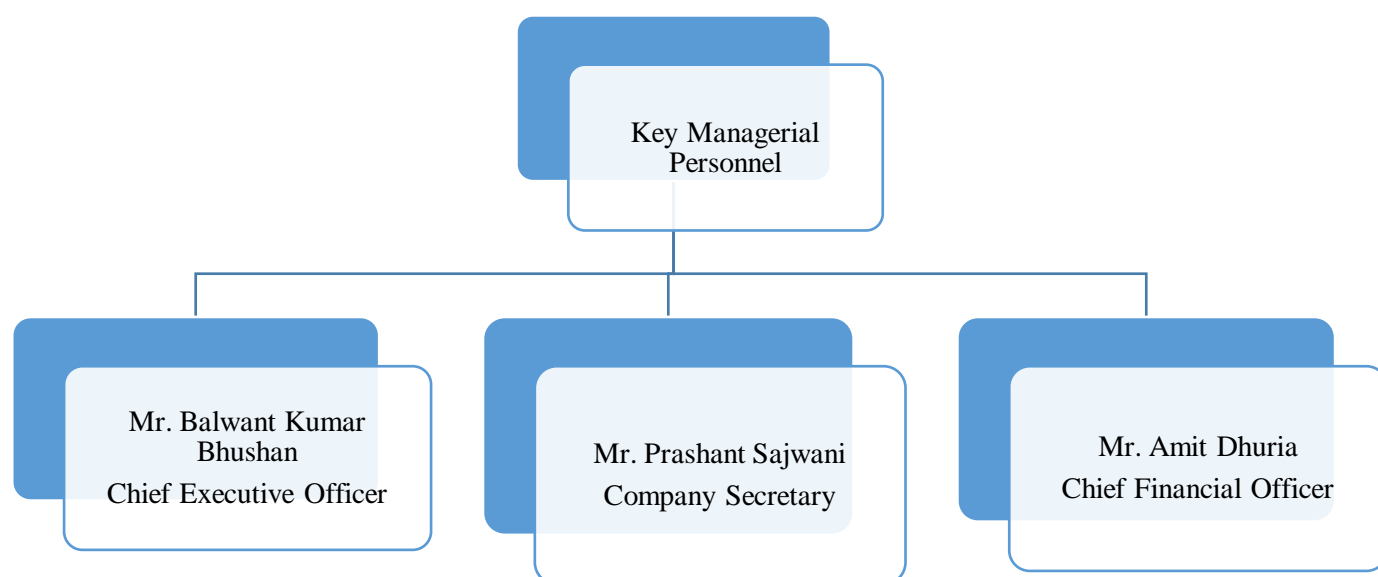 Key Managerial
Personnel
Mr. Balwant Kumar
Bhushan
Chief Executive Officer
Mr. Prashant Sajwani
Company Secretary
Mr. Amit Dhuria
Chief Financial Officer